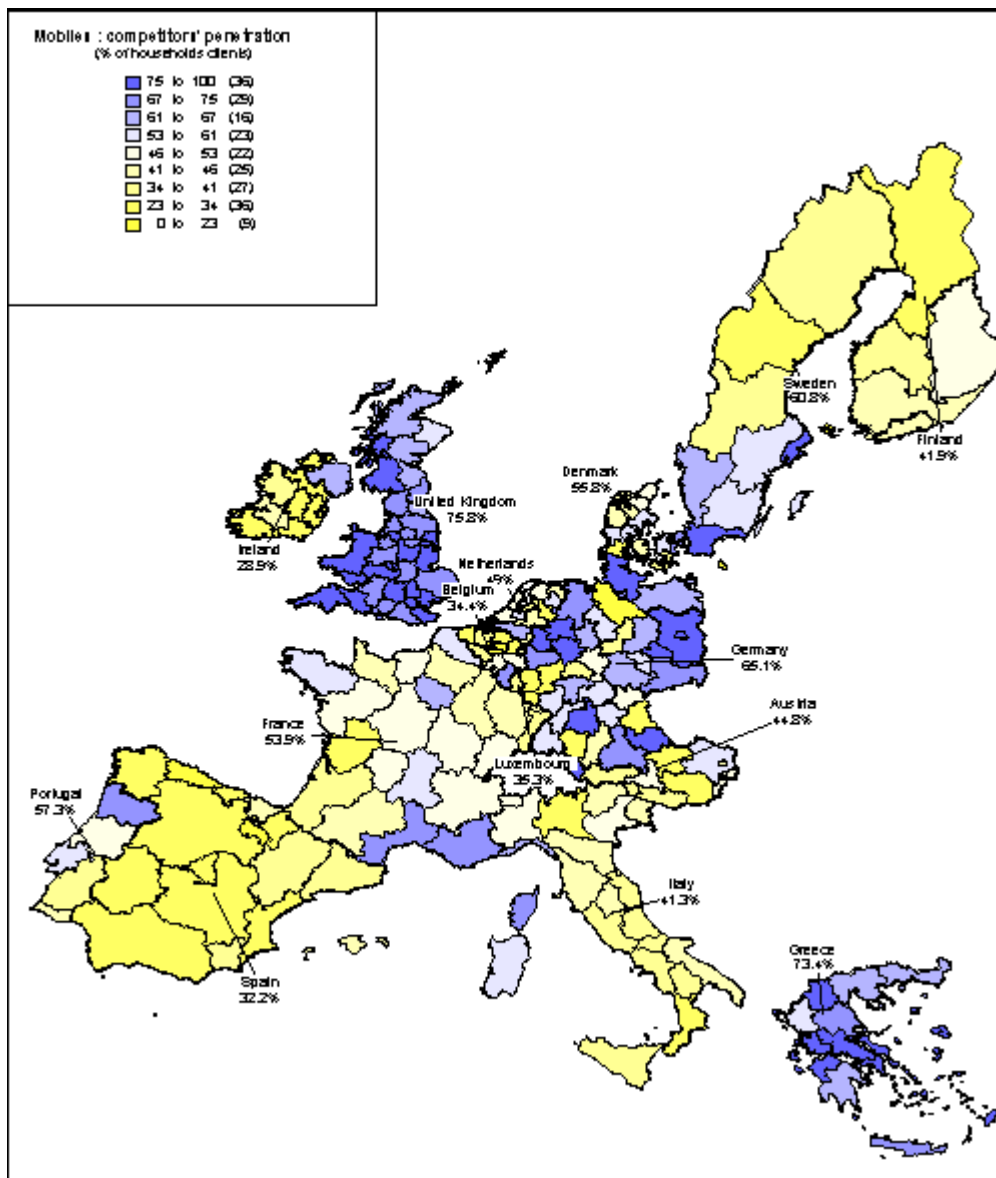 Mobiles : competitors' penetration
(% of households clients)
75 to 100 (36)
67 to 75 (29)
61 to 67 (16)
53 to 61 (23)
46 to 53 (22)
41 to 46 (25)
34 to 41 (27)
23 to 34 (36)
0 to 23 (9)
Sweden
60.8%
Finland
41.9%
Denmark
55.8%
United Kingdom
75.8%
Ireland
28.9%
Netherlands
49%
Belgium
34.4%
Germany
65.1%
Austria
44.8%
France
53.9%
Luxembourg
35.3%
Portugal
57.3%
Italy
41.3%
Spain
32.2%
Greece
73.4%